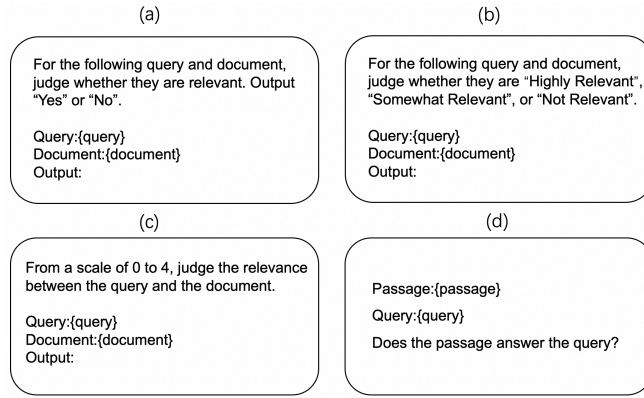 (a)
For the following query and document,
judge whether they are relevant. Output
“Yes” or “No”.
Query:{query}
Document:{document}
Output:
(b)
For the following query and document,
judge whether they are “Highly Relevant”,
“Somewhat Relevant”, or “Not Relevant”.
Query:{query}
Document:{document}
Output:
(c)
From a scale of 0 to 4, judge the relevance
between the query and the document.
Query:{query}
Document:{document}
Output:
(d)
Passage:{passage}
Query:{query}
Does the passage answer the query?